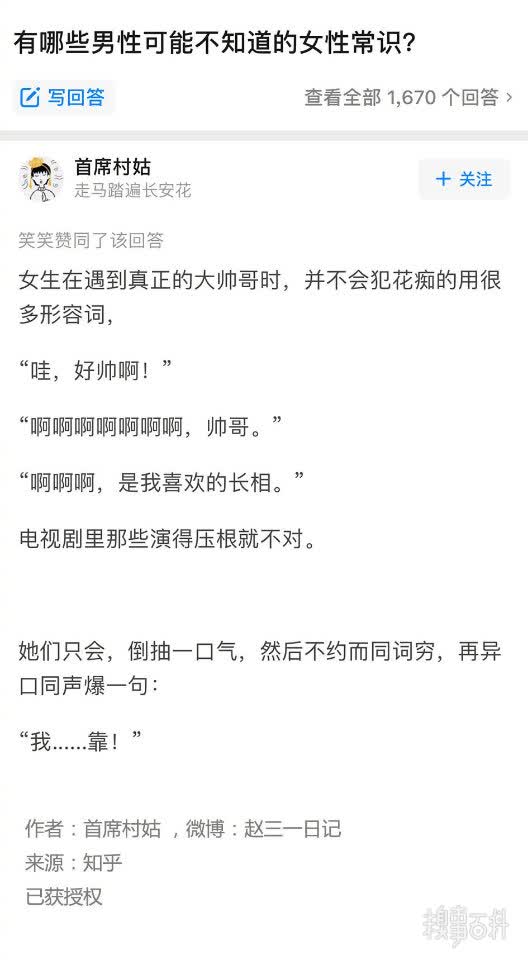 有哪些男性可能不知道的女性常识？
写回答
查看全部 1,670 个回答 >
首席村姑
走马踏遍长安花
+ 关注
笑笑赞同了该回答
女生在遇到真正的大帅哥时，并不会犯花痴的用很
多形容词，
“哇，好帅啊！”
“啊啊啊啊啊啊啊，帅哥。”
“啊啊啊，是我喜欢的长相。”
电视剧里那些演得压根就不对。
她们只会，倒抽一口气，然后不约而同词穷，再异
口同声爆一句：
“我......靠！”
作者：首席村姑 ，微博：赵三一日记
来源：知乎
已获授权
搜事百科